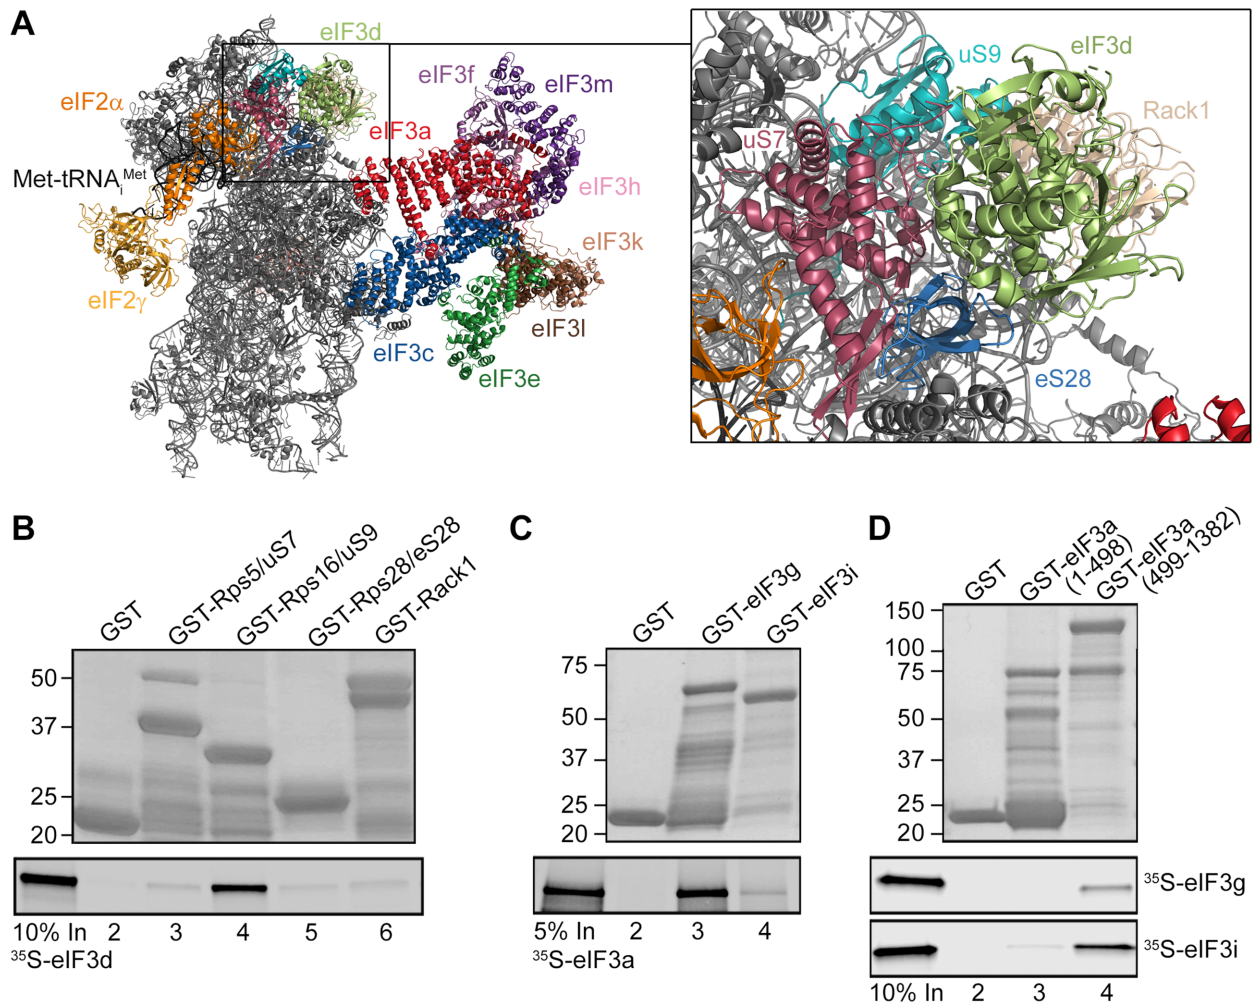 A
eIF3d
eIF2α
eIF3f
eIF3m
eIF3a
Met-tRNAiMet
eIF3h
eIF3k
eIF2γ
eIF3l
eIF3c
eIF3e
uS9
eIF3d
Rack1
uS7
eS28
B
GST
GST-Rps5/uS7
GST-Rps16/uS9
GST-Rps28/eS28
GST-Rack1
50
37
25
20
10% In 2 3 4 5 6
35S-eIF3d
C
GST
GST-eIF3g
GST-eIF3i
75
50
37
25
20
5% In 2 3 4
35S-eIF3a
D
GST
GST-eIF3a
(1-498)
GST-eIF3a
(499-1382)
150
100
75
50
37
25
20
35S-eIF3g
35S-eIF3i
10% In 2 3 4